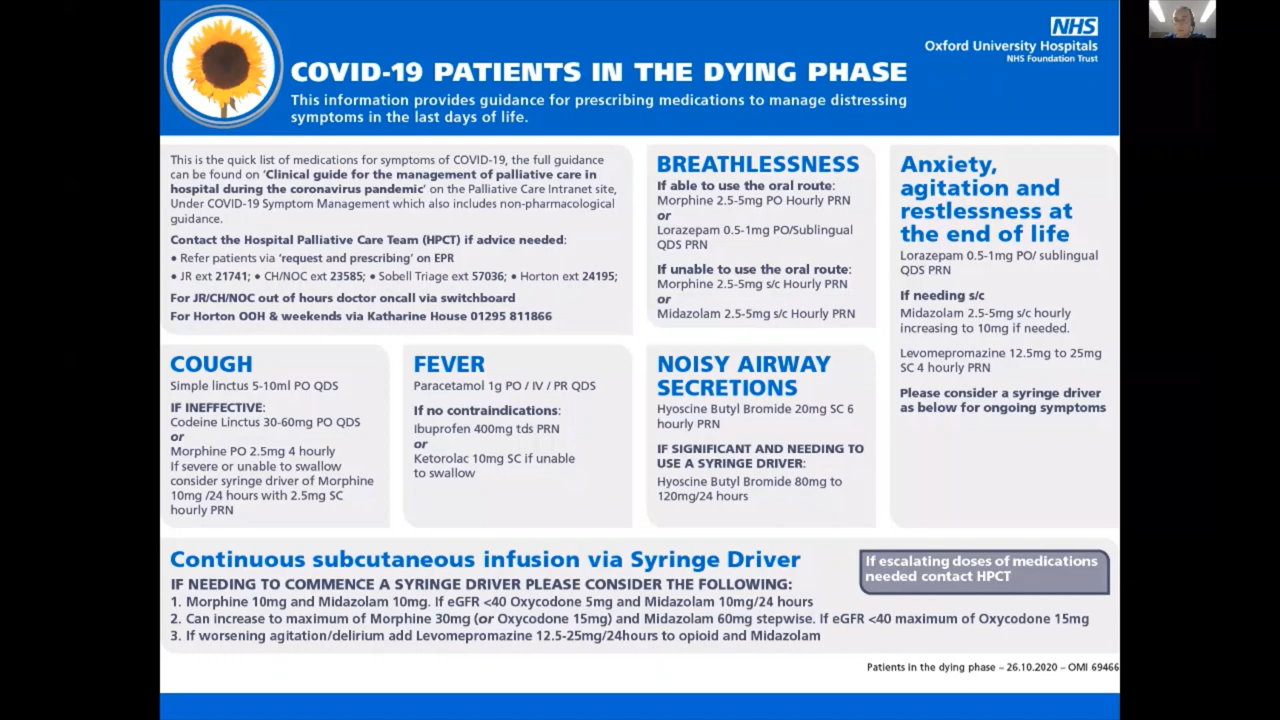 NHS
Oxford University Hospitals
NHS Foundation Trust
COVID-19 PATIENTS IN THE DYING PHASE
This information provides guidance for prescribing medications to manage distressing
symptoms in the last days of life.
This is the quick list of medications for symptoms of COVID-19, the full guidance
can be found on ‘Clinical guide for the management of palliative care in
hospital during the coronavirus pandemic’ on the Palliative Care Intranet site,
Under COVID-19 Symptom Management which also includes non-pharmacological
guidance.
Contact the Hospital Palliative Care Team (HPCT) if advice needed:
• Refer patients via ‘request and prescribing’ on EPR
• JR ext 21741; • CH/NOC ext 23585; • Sobell Triage ext 57036; • Horton ext 24195;
For JR/CH/NOC out of hours doctor oncall via switchboard
For Horton OOH & weekends via Katharine House 01295 811866
BREATHLESSNESS
If able to use the oral route:
Morphine 2.5-5mg PO Hourly PRN
or
Lorazepam 0.5-1mg PO/Sublingual
QDS PRN
If unable to use the oral route:
Morphine 2.5-5mg s/c Hourly PRN
or
Midazolam 2.5-5mg s/c Hourly PRN
Anxiety,
agitation and
restlessness at
the end of life
Lorazepam 0.5-1mg PO/ sublingual
QDS PRN
If needing s/c
Midazolam 2.5-5mg s/c hourly
increasing to 10mg if needed.
Levomepromazine 12.5mg to 25mg
SC 4 hourly PRN
Please consider a syringe driver
as below for ongoing symptoms
COUGH
Simple linctus 5-10ml PO QDS
IF INEFFECTIVE:
Codeine Linctus 30-60mg PO QDS
or
Morphine PO 2.5mg 4 hourly
If severe or unable to swallow
consider syringe driver of Morphine
10mg /24 hours with 2.5mg SC
hourly PRN
FEVER
Paracetamol 1g PO / IV / PR QDS
If no contraindications:
Ibuprofen 400mg tds PRN
or
Ketorolac 10mg SC if unable
to swallow
NOISY AIRWAY
SECRETIONS
Hyoscine Butyl Bromide 20mg SC 6
hourly PRN
IF SIGNIFICANT AND NEEDING TO
USE A SYRINGE DRIVER:
Hyoscine Butyl Bromide 80mg to
120mg/24 hours
Continuous subcutaneous infusion via Syringe Driver
IF NEEDING TO COMMENCE A SYRINGE DRIVER PLEASE CONSIDER THE FOLLOWING:
1. Morphine 10mg and Midazolam 10mg. If eGFR <40 Oxycodone 5mg and Midazolam 10mg/24 hours
2. Can increase to maximum of Morphine 30mg (or Oxycodone 15mg) and Midazolam 60mg stepwise. If eGFR <40 maximum of Oxycodone 15mg
3. If worsening agitation/delirium add Levomepromazine 12.5-25mg/24hours to opioid and Midazolam
If escalating doses of medications
needed contact HPCT
Patients in the dying phase – 26.10.2020 – OMI 69466